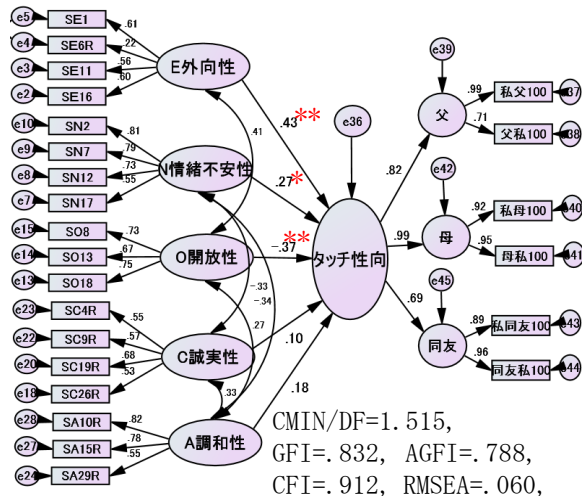 e5 SE1 .61
e4 SE6R .22
e3 SE11 .56
e2 SE16 .60
E外向性
e10 SN2 .81
e9 SN7 .79
e8 SN12 .73
e7 SN17 .55
N情緒不安性
e15 SO8 .73
e14 SO13 .67
e13 SO18 .75
O開放性
e23 SC4R .55
e22 SC9R .57
e20 SC19R .68
e18 SC26R .53
C誠実性
e28 SA10R .82
e27 SA15R .78
e24 SA29R .55
A調和性
.41
-.33
-.34
.27
.33
.43**
.27*
**
-.37
.10
.18
e36
タッチ性向
.82
.99
.69
e39
父
.99 私父100 37
.71 父私100 38
e42
母
.92 私母100 40
.95 母私100 41
e45
同友
.89 私同友100 43
.96 同友私100 44
CMIN/DF=1.515,
GFI=.832, AGFI=.788,
CFI=.912, RMSEA=.060,